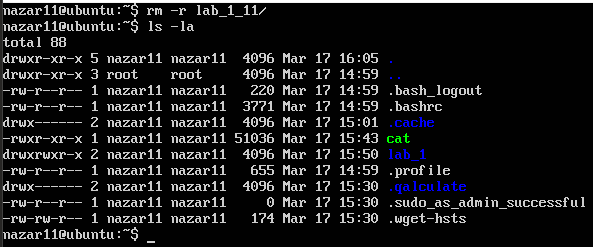 nazar11@ubuntu:~$ rm -r lab_1_11/
nazar11@ubuntu:~$ ls -la
total 88
drwxr-xr-x 5 nazar11 nazar11  4096 Mar 17 16:05 .
drwxr-xr-x 3 root    root     4096 Mar 17 14:59 ..
-rw-r--r-- 1 nazar11 nazar11   220 Mar 17 14:59 .bash_logout
-rw-r--r-- 1 nazar11 nazar11  3771 Mar 17 14:59 .bashrc
drwx------ 2 nazar11 nazar11  4096 Mar 17 15:01 .cache
-rwxr-xr-x 1 nazar11 nazar11 51036 Mar 17 15:43 cat
drwxrwxr-x 2 nazar11 nazar11  4096 Mar 17 15:50 lab_1
-rw-r--r-- 1 nazar11 nazar11   655 Mar 17 14:59 .profile
drwx------ 2 nazar11 nazar11  4096 Mar 17 15:30 .qalculate
-rw-r--r-- 1 nazar11 nazar11     0 Mar 17 15:30 .sudo_as_admin_successful
-rw-rw-r-- 1 nazar11 nazar11   174 Mar 17 15:30 .wget-hsts
nazar11@ubuntu:~$ _